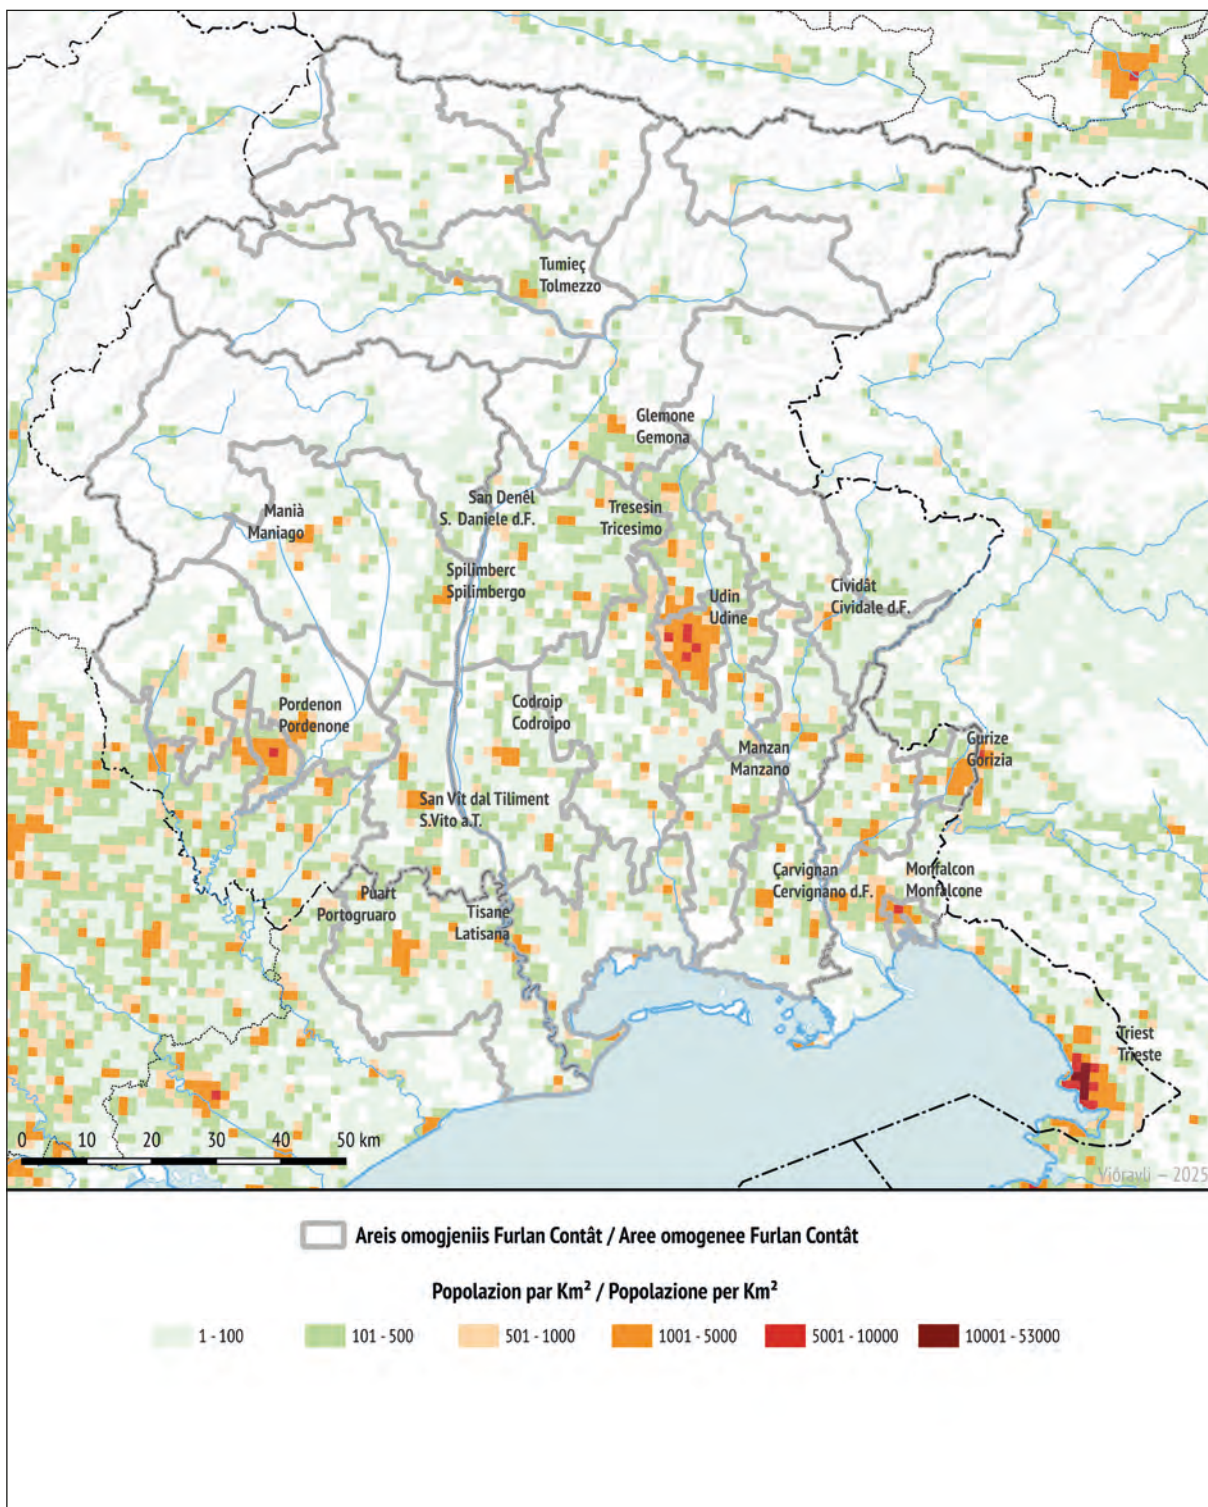 Tumieç
Tolmezzo
Glemone
Gemona
San Denêl
S. Daniele d.F.
Tresesin
Tricesimo
Manià
Maniago
Spilimberc
Spilimbergo
Udin
Udine
Cividât
Cividale d.F.
Pordenon
Pordenone
Codroip
Codroipo
Manzan
Manzano
Gurize
Gorizia
San Vît dal Tiliment
S.Vito a.T.
Çarvignan
Cervignano d.F.
Monfalcon
Monfalcone
Puart
Portogruaro
Tisane
Latisana
Triest
Trieste
0 10 20 30 40 50 km
Viôravli – 2025
Areis omogjeniis Furlan Contât / Aree omogenee Furlan Contât
Popolazion par Km² / Popolazione per Km²
1 - 100 101 - 500 501 - 1000 1001 - 5000 5001 - 10000 10001 - 53000